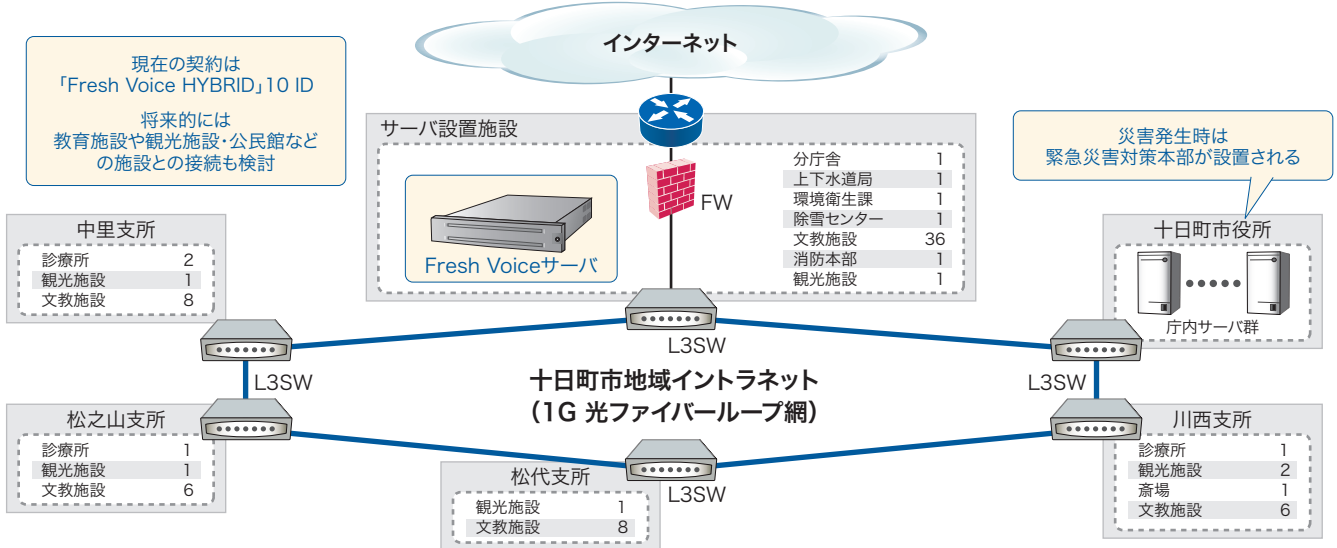 インターネット
現在の契約は
「Fresh Voice HYBRID」10 ID
将来的には
教育施設や観光施設・公民館など
の施設との接続も検討
サーバ設置施設
Fresh Voiceサーバ
FW
分庁舎 1
上下水道局 1
環境衛生課 1
除雪センター 1
文教施設 36
消防本部 1
観光施設 1
災害発生時は
緊急災害対策本部が設置される
中里支所
診療所 2
観光施設 1
文教施設 8
十日町市役所
庁内サーバ群
L3SW
L3SW
L3SW
十日町市地域イントラネット
(1G 光ファイバーループ網)
松之山支所
診療所 1
観光施設 1
文教施設 6
松代支所
観光施設 1
文教施設 8
L3SW
川西支所
診療所 1
観光施設 2
斎場 1
文教施設 6